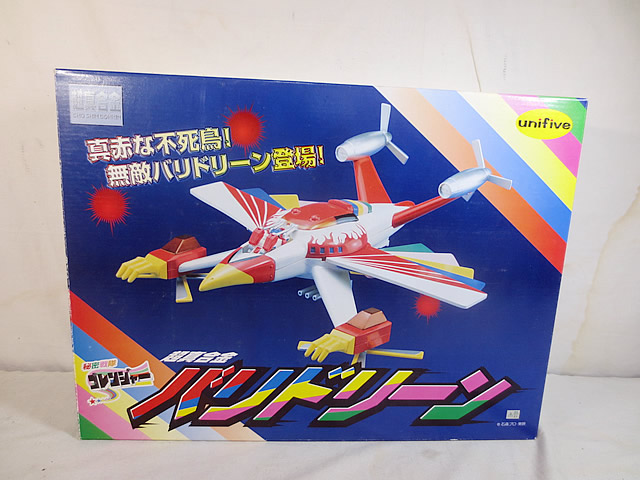 超真合金
unifive
真赤な不死鳥!
無敵バリドリーン登場!
超真合金
秘密戦隊
ゴレンジャー
バリドリーン